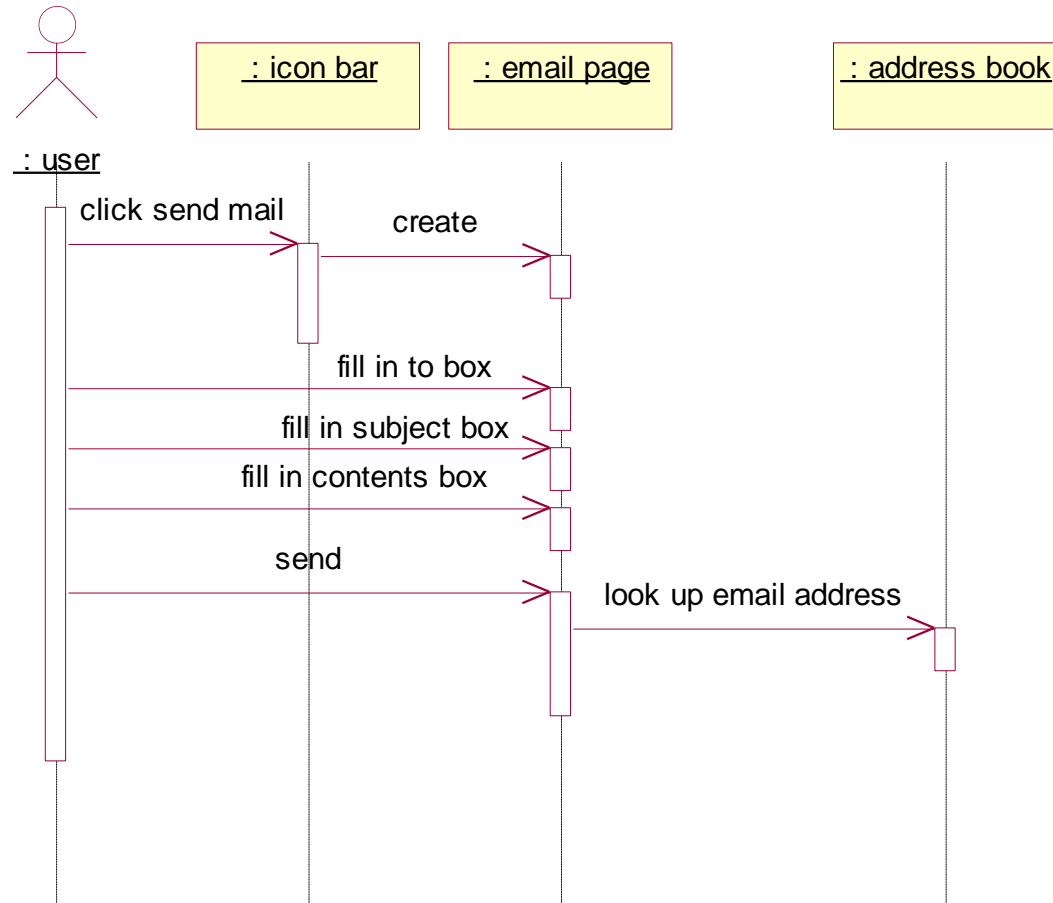 : icon bar
: email page
: address book
: user
click send mail
create
fill in to box
fill in subject box
fill in contents box
send
look up email address